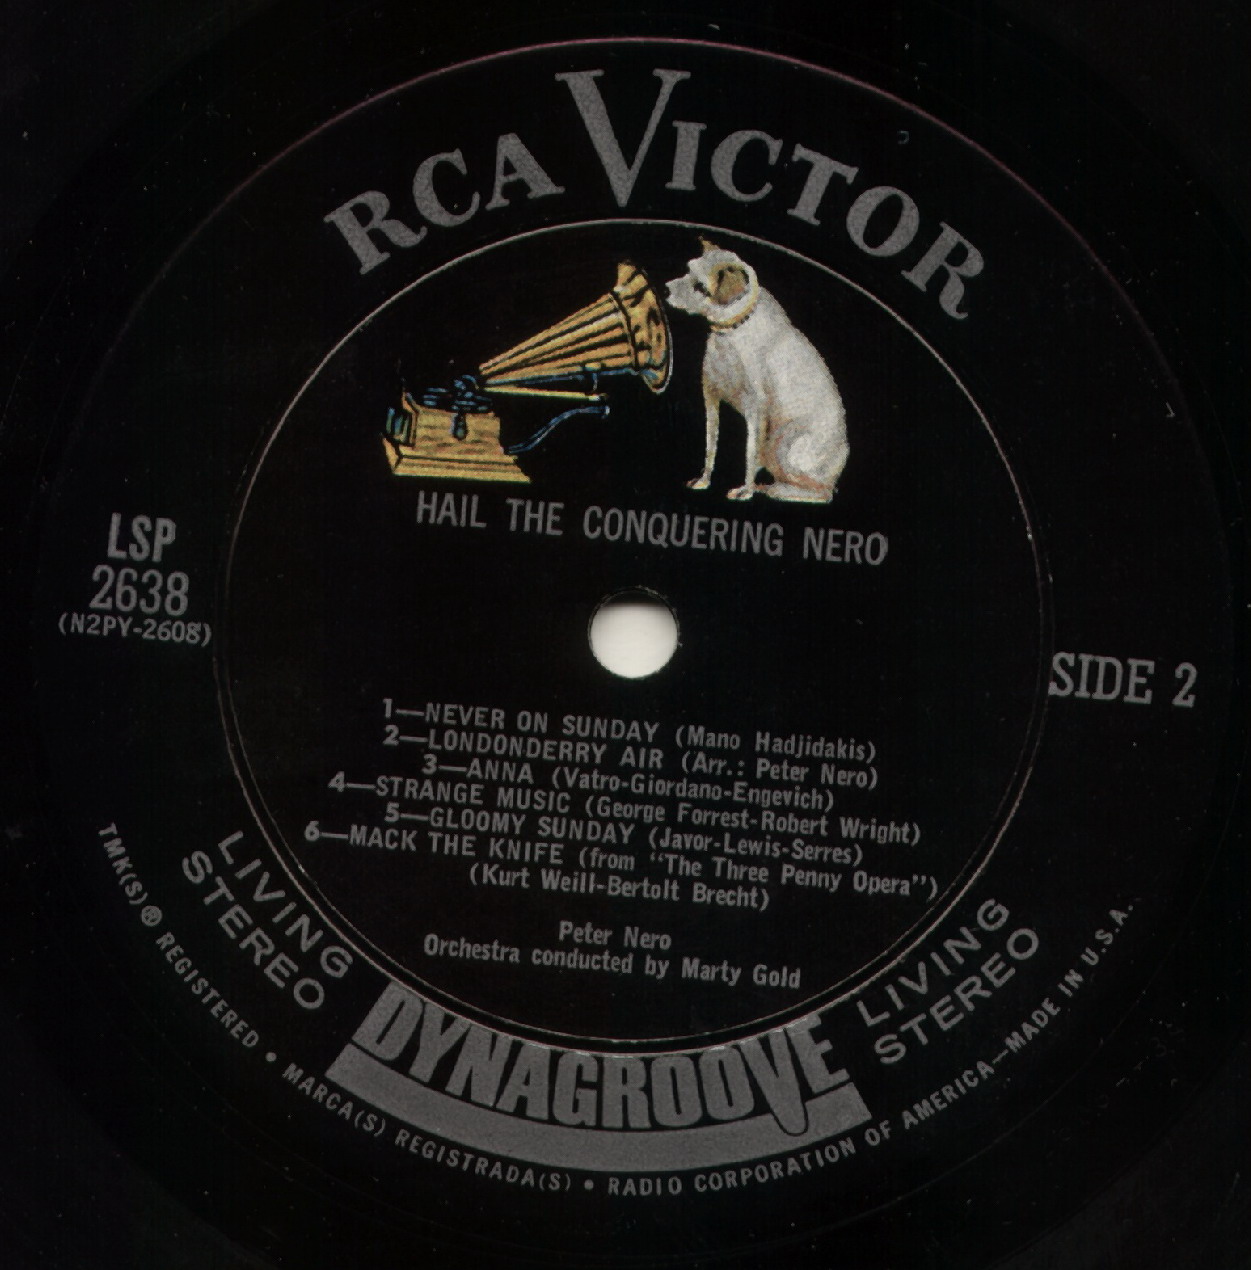 RCA VICTOR
HAIL THE CONQUERING NERO
LSP
2638
(N2PY-2608)
SIDE 2
1—NEVER ON SUNDAY (Mano Hadjidakis)
2—LONDONDERRY AIR (Arr.: Peter Nero)
3—ANNA (Vatro-Giordano-Engevich)
4—STRANGE MUSIC (George Forrest-Robert Wright)
5—GLOOMY SUNDAY (Javor-Lewis-Serres)
6—MACK THE KNIFE (from "The Three Penny Opera")
(Kurt Weill-Bertolt Brecht)
Peter Nero
Orchestra conducted by Marty Gold
LIVING
STEREO
DYNAGROOVE
LIVING
STEREO
TMK(S)® REGISTERED • MARCA(S) REGISTRADA(S) • RADIO CORPORATION OF AMERICA—MADE IN U.S.A.